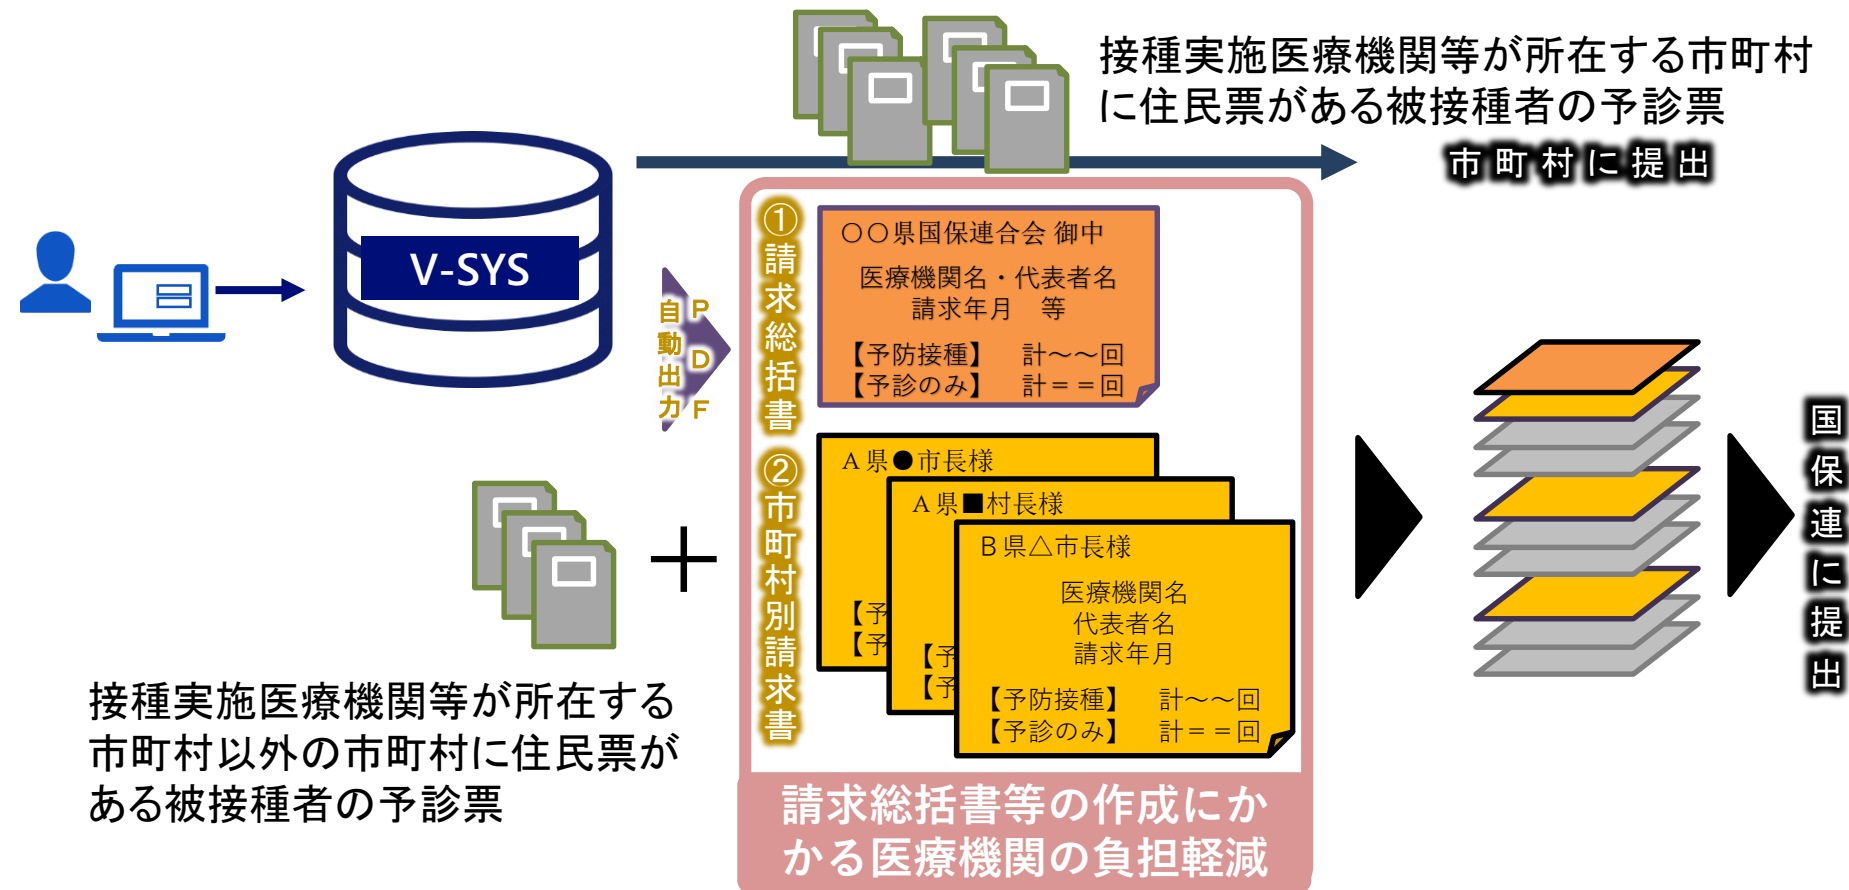 接種実施医療機関等が所在する市町村
に住民票がある被接種者の予診票
市町村に提出
V-SYS
自動出力
PDF
①請求総括書
〇〇県国保連合会 御中
医療機関名・代表者名
請求年月 等
【予防接種】 計～～回
【予診のみ】 計＝＝回
②市町村別請求書
A県●市長様
【予
【予
A県■村長様
【予
【予
B県△市長様
医療機関名
代表者名
請求年月
【予防接種】 計～～回
【予診のみ】 計＝＝回
接種実施医療機関等が所在する
市町村以外の市町村に住民票が
ある被接種者の予診票
請求総括書等の作成にか
かる医療機関の負担軽減
国保連に提出